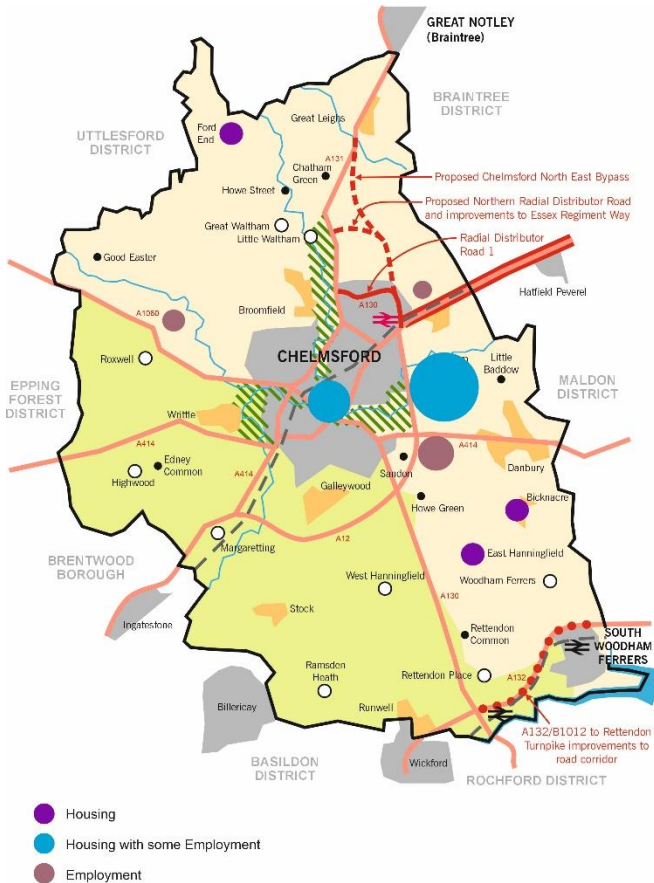 GREAT NOTLEY
(Braintree)
BRAINTREE
DISTRICT
UTTLESFORD
DISTRICT
Ford
End
Great Leighs
A131
Chatham
Green
Howe Street
Proposed Chelmsford North East Bypass
Proposed Northern Radial Distributor Road
and improvements to Essex Regiment Way
Great Waltham
Little Waltham
Radial Distributor
Road 1
Good Easter
Hatfield Peverel
Broomfield
A130
A1060
Roxwell
CHELMSFORD
Little
Baddow
EPPING
FOREST
DISTRICT
MALDON
DISTRICT
Writtle
A414
A414
Edney
Common
Highwood
A414
Sandon
Danbury
Galleywood
Howe Green
Bicknacre
A12
Margaretting
East Hanningfield
BRENTWOOD
BOROUGH
West Hanningfield
Woodham Ferrers
A130
Ingatestone
Stock
Rettendon
Common
SOUTH
WOODHAM
FERRERS
Ramsden
Heath
Rettendon Place
A132
Billericay
Runwell
A132/B1012 to Rettendon
Turnpike improvements to
road corridor
BASILDON
DISTRICT
Wickford
ROCHFORD DISTRICT
Housing
Housing with some Employment
Employment